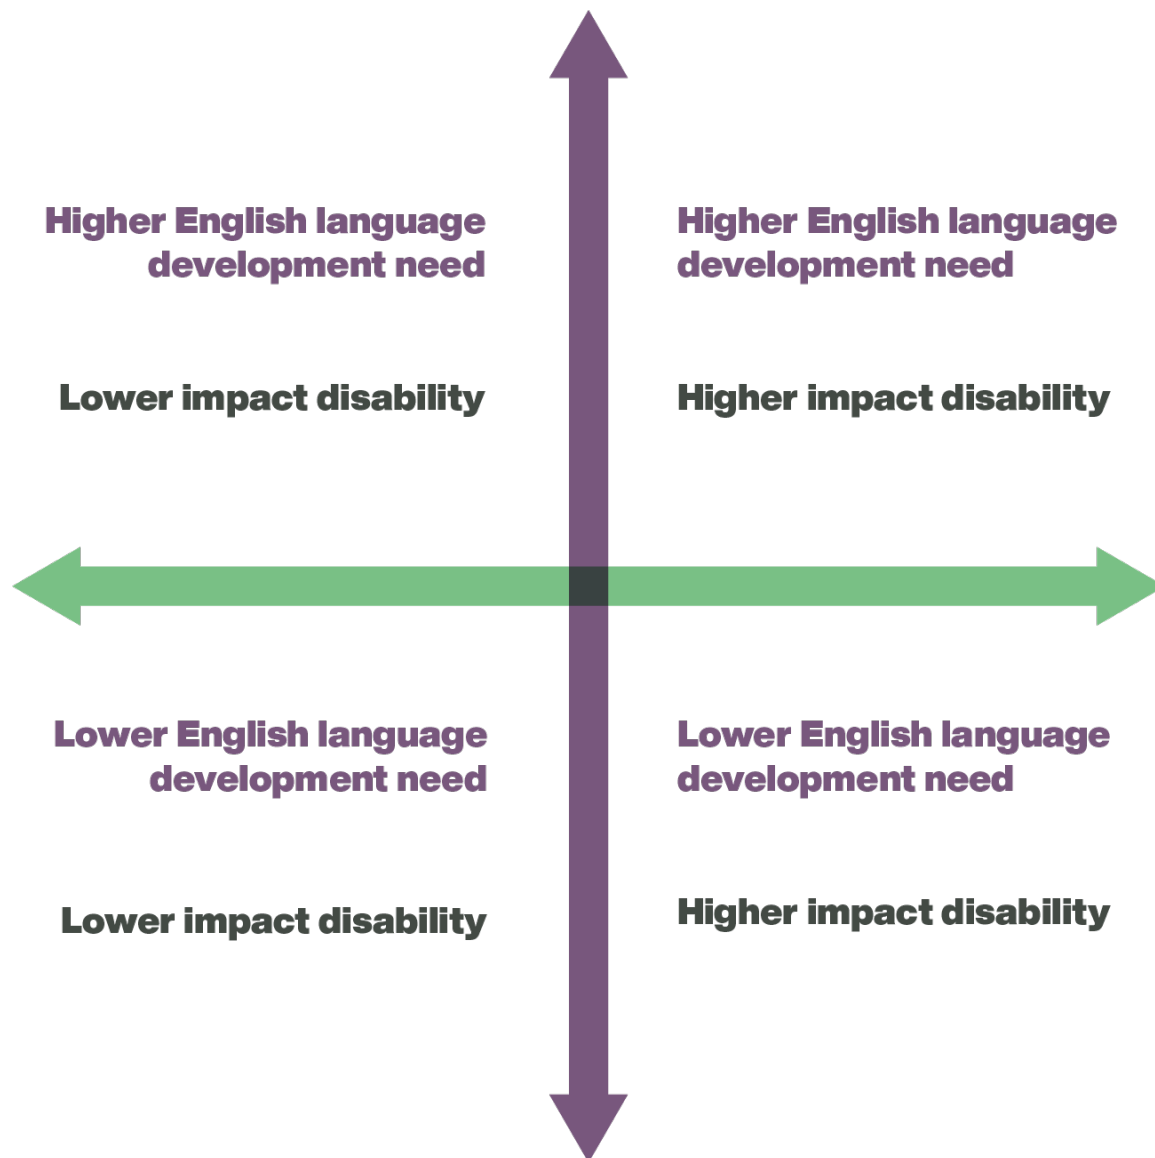 Higher English language
development need
Lower impact disability
Higher English language
development need
Higher impact disability
Lower English language
development need
Lower impact disability
Lower English language
development need
Higher impact disability